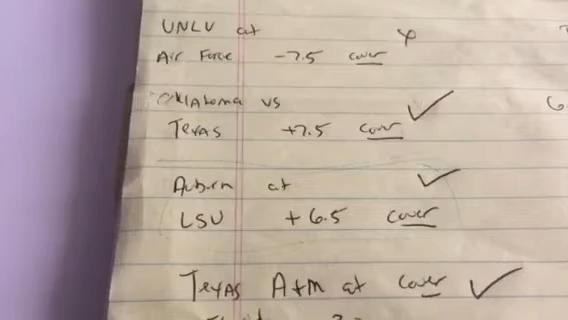 UNLV at
Air Force -7.5 cover
Oklahoma vs
Texas +7.5 cover
Auburn at
LSU +6.5 cover
Texas A+M at cover